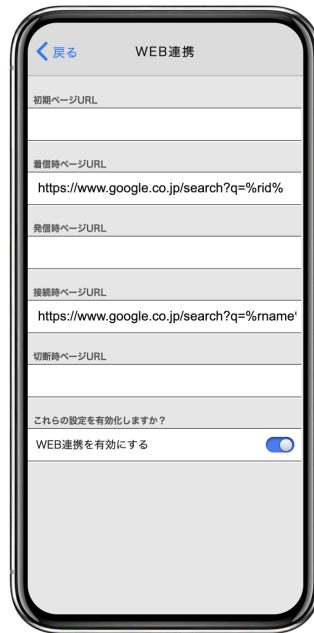 戻る WEB連携
初期ページURL
着信時ページURL
https://www.google.co.jp/search?q=%rid%
発信時ページURL
接続時ページURL
https://www.google.co.jp/search?q=%rname
切断時ページURL
これらの設定を有効化しますか？
WEB連携を有効にする